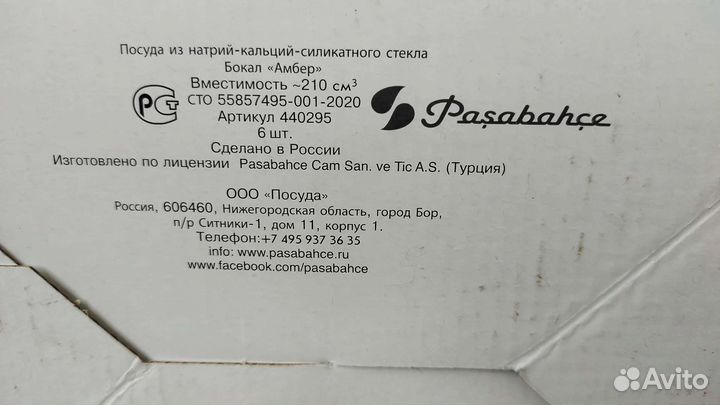 Посуда из натрий-кальций-силикатного стекла
Бокал «Амбер»
Вместимость ~210 см³
СТО 55857495-001-2020
Артикул 440295
6 шт.
Сделано в России
Изготовлено по лицензии Pasabahce Cam San. ve Tic A.S. (Турция)
РСТ
Paşabahçe
ООО «Посуда»
Россия, 606460, Нижегородская область, город Бор,
п/р Ситники-1, дом 11, корпус 1.
Телефон:+7 495 937 36 35
info: www.pasabahce.ru
www.facebook.com/pasabahce
Avito